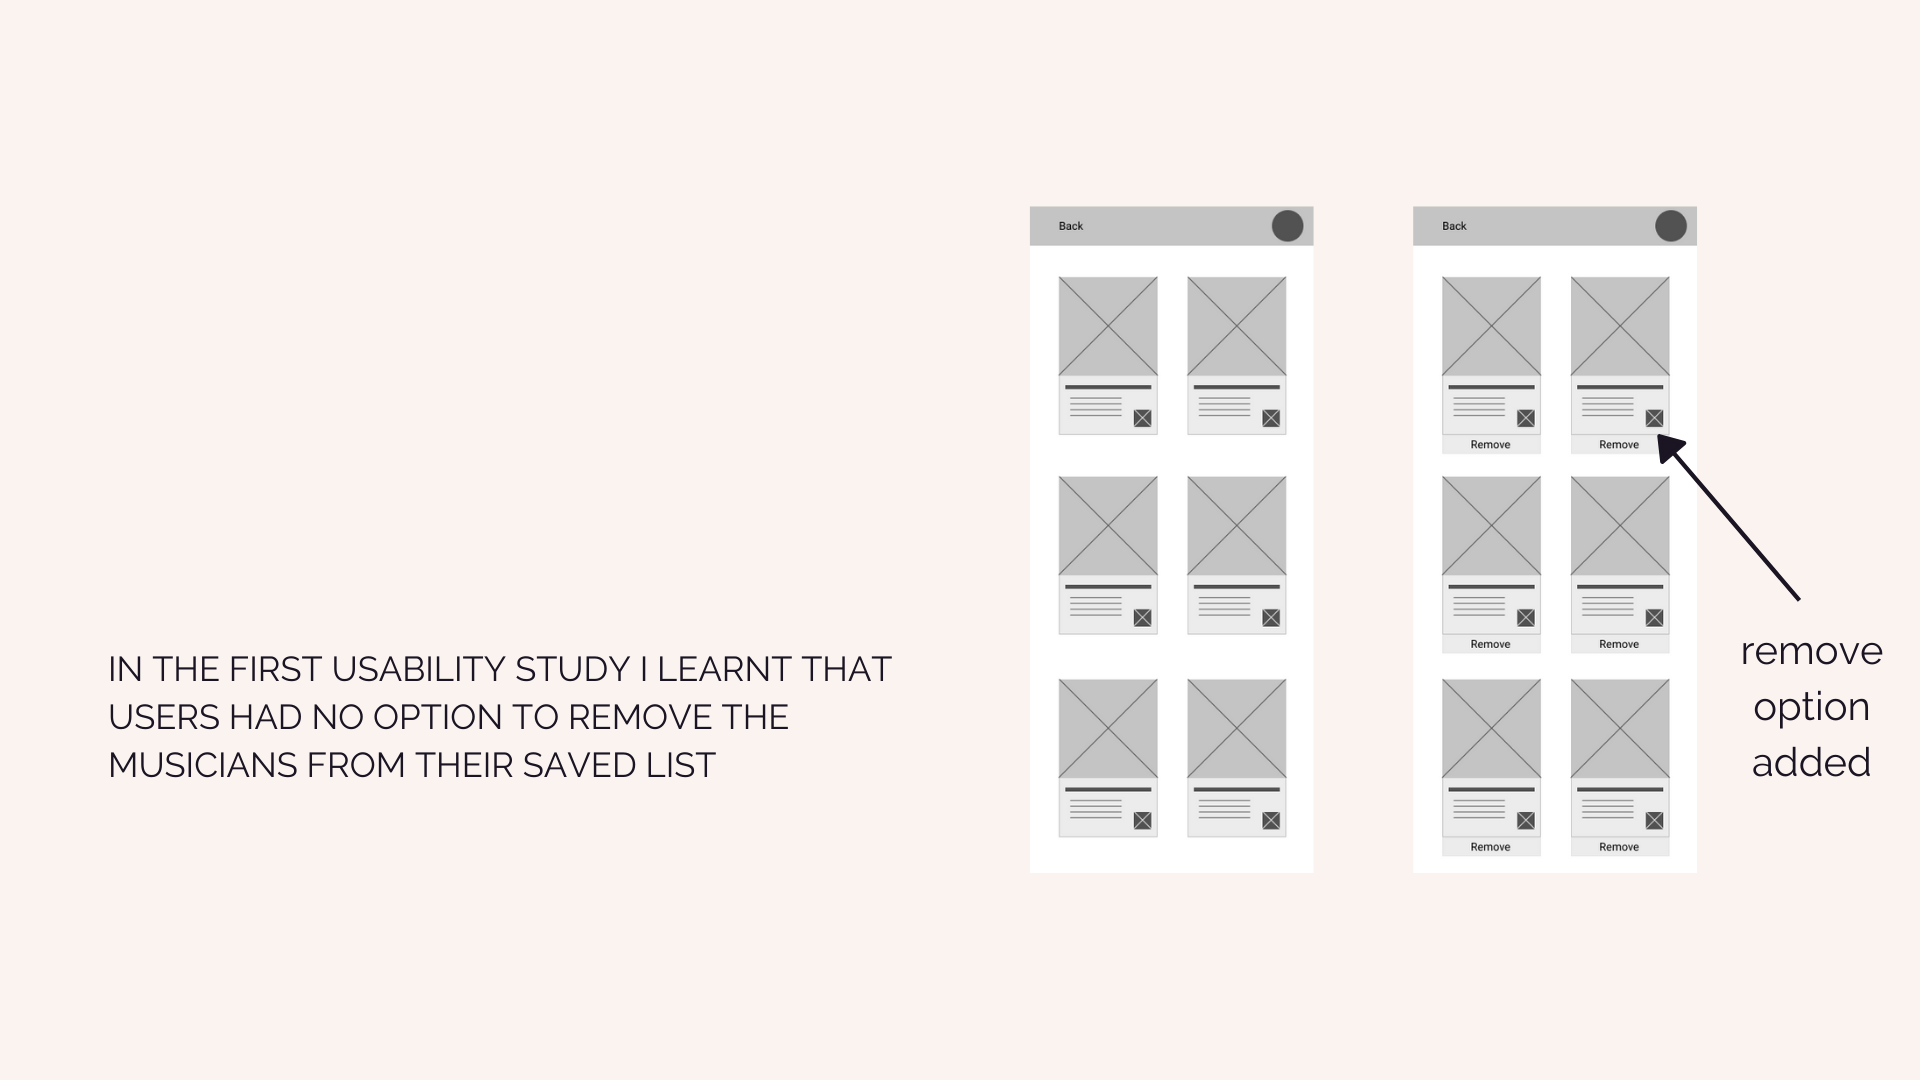 IN THE FIRST USABILITY STUDY I LEARNT THAT
USERS HAD NO OPTION TO REMOVE THE
MUSICIANS FROM THEIR SAVED LIST
Back
Back
Remove
Remove
Remove
Remove
Remove
Remove
remove
option
added